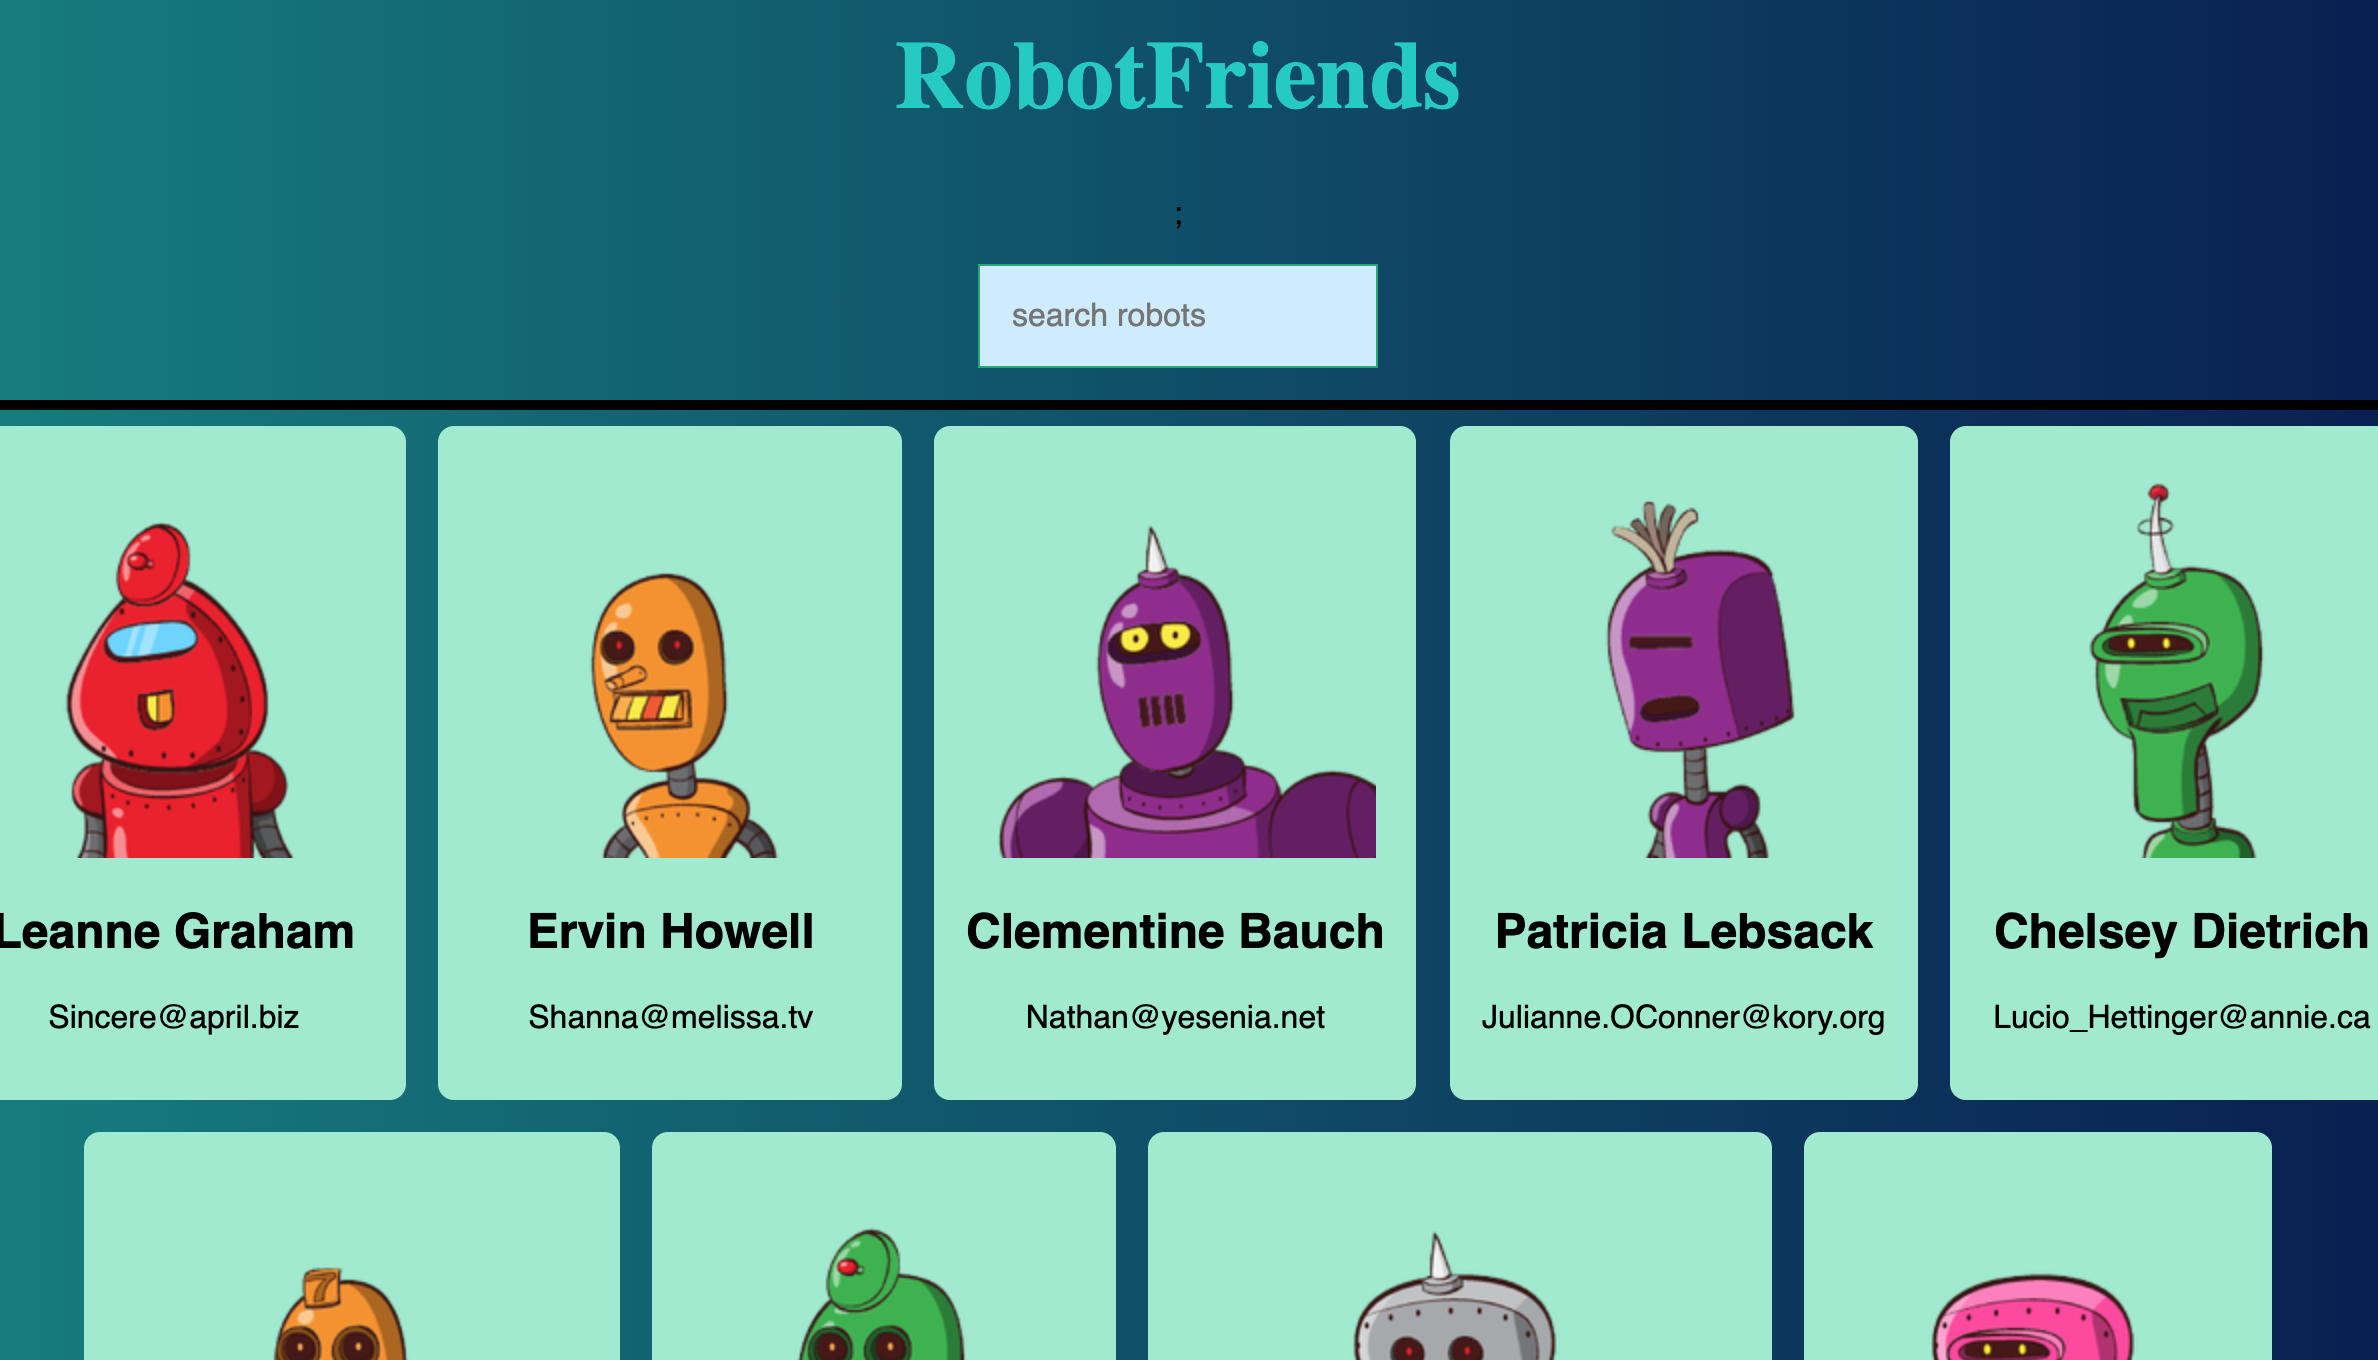 RobotFriends
;
search robots
Leanne Graham
Ervin Howell
Clementine Bauch
Patricia Lebsack
Chelsey Dietrich
Sincere@april.biz
Shanna@melissa.tv
Nathan@yesenia.net
Julianne.OConner@kory.org
Lucio_Hettinger@annie.ca
7